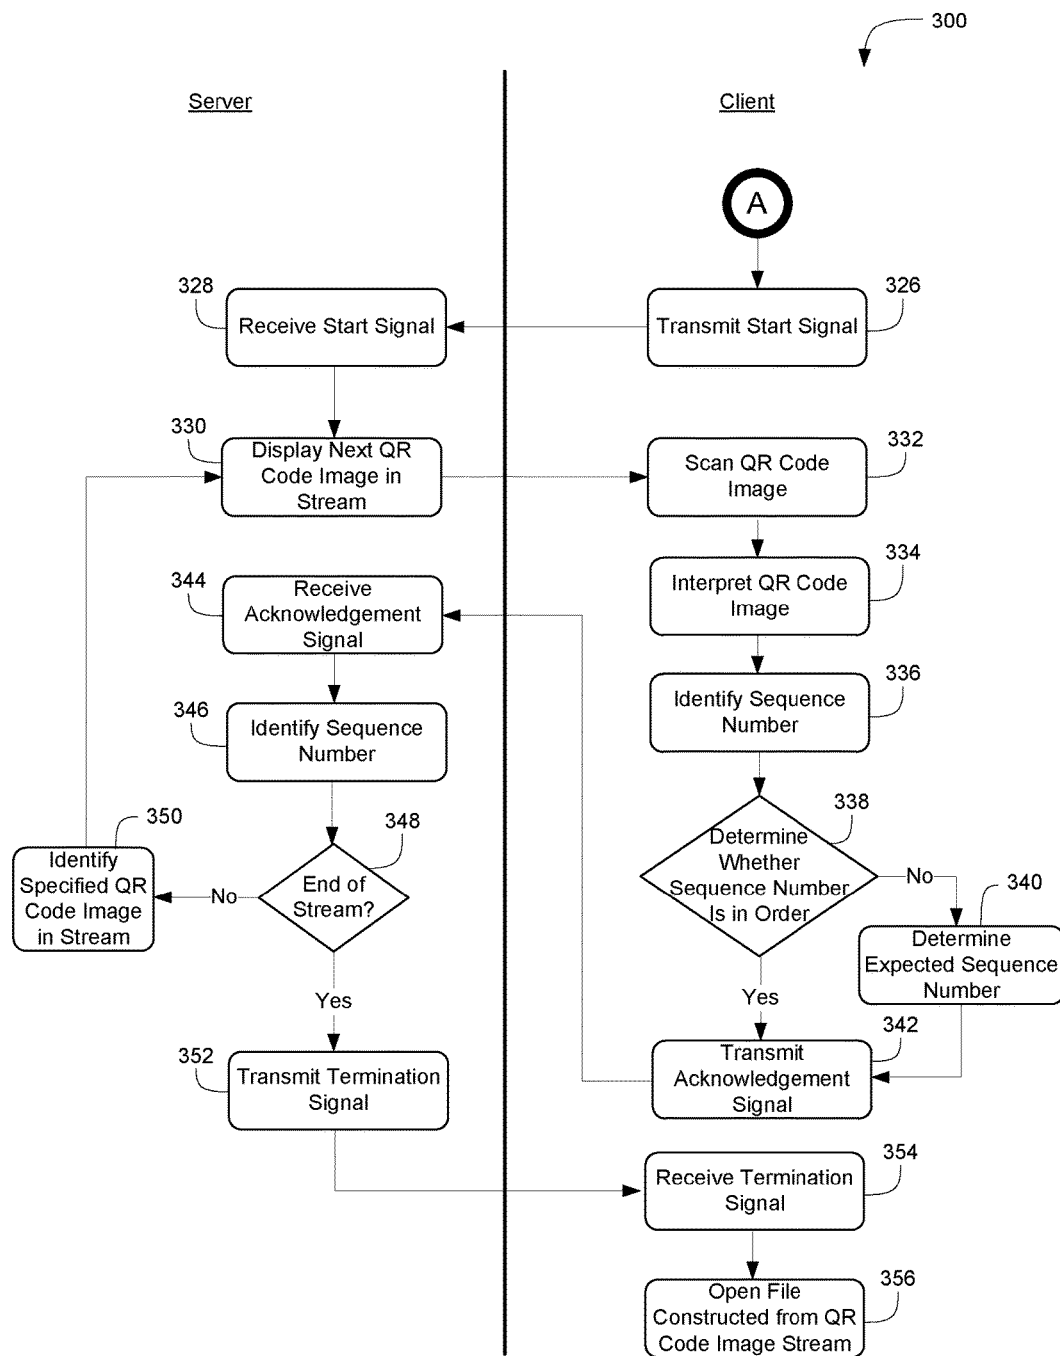 300
Server
Client
A
328
Receive Start Signal
Transmit Start Signal
326
330
Display Next QR
Code Image in
Stream
Scan QR Code
Image
332
344
Receive
Acknowledgement
Signal
Interpret QR Code
Image
334
346
Identify Sequence
Number
Identify Sequence
Number
336
350
Identify
Specified QR
Code Image
in Stream
No
End of
Stream?
348
Determine
Whether
Sequence Number
Is in Order
338
No
340
Determine
Expected Sequence
Number
Yes
Yes
352
Transmit Termination
Signal
Transmit
Acknowledgement
Signal
342
Receive Termination
Signal
354
Open File
Constructed from QR
Code Image Stream
356